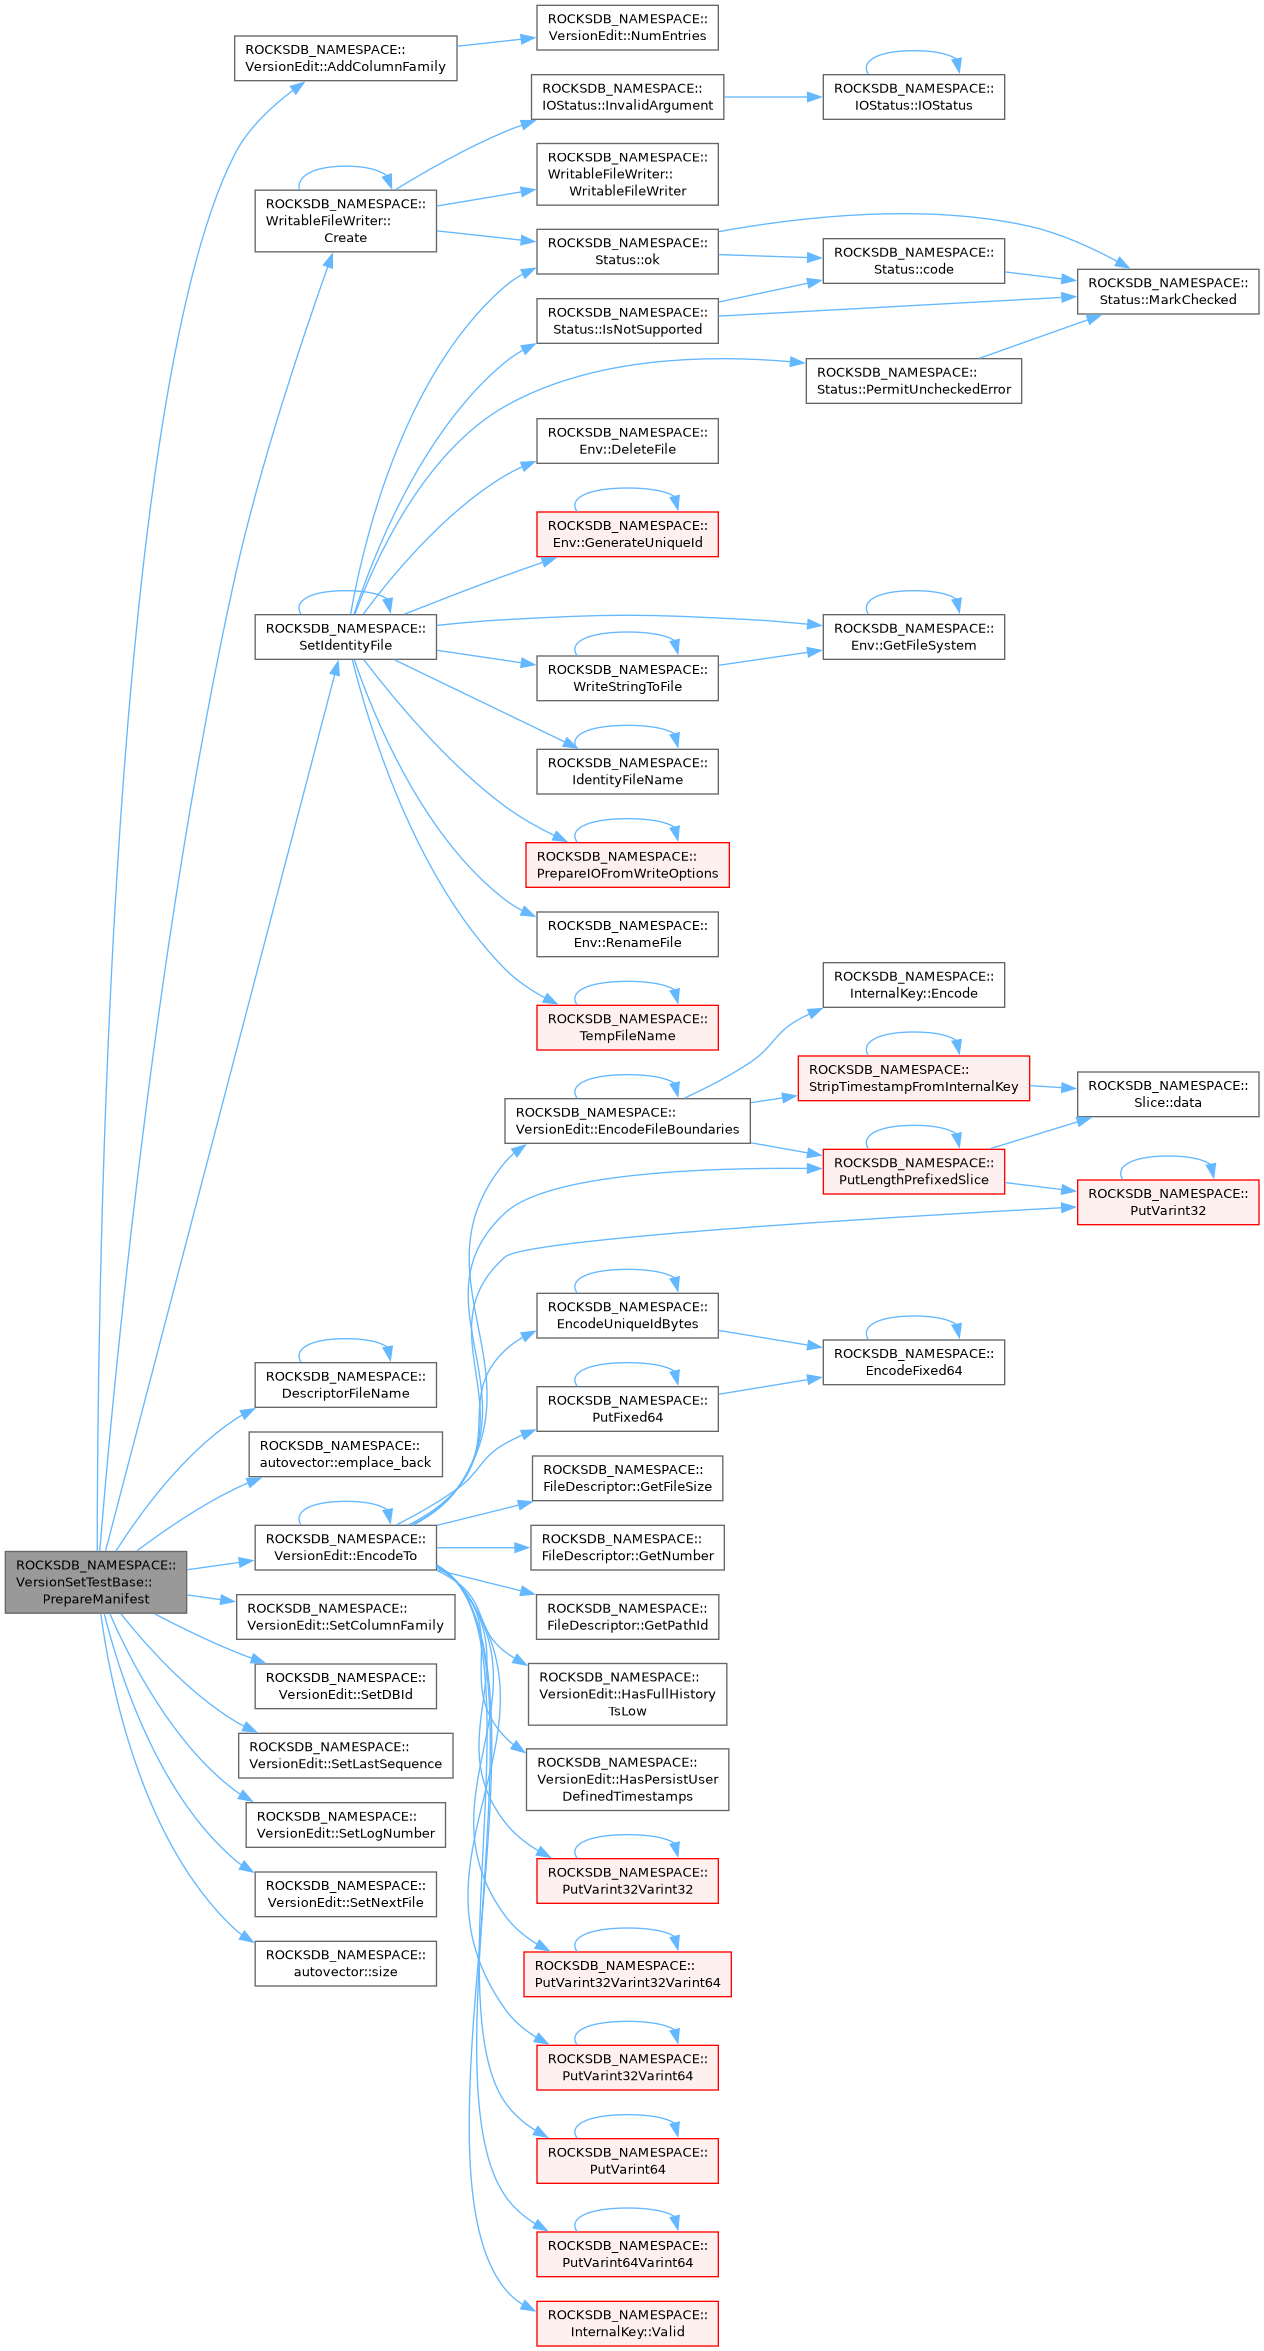 ROCKSDB_NAMESPACE::
VersionSetTestBase::
PrepareManifest
ROCKSDB_NAMESPACE::
VersionEdit::AddColumnFamily
ROCKSDB_NAMESPACE::
VersionEdit::NumEntries
ROCKSDB_NAMESPACE::
WritableFileWriter::
Create
ROCKSDB_NAMESPACE::
IOStatus::InvalidArgument
ROCKSDB_NAMESPACE::
IOStatus::IOStatus
ROCKSDB_NAMESPACE::
WritableFileWriter::
WritableFileWriter
ROCKSDB_NAMESPACE::
Status::ok
ROCKSDB_NAMESPACE::
Status::code
ROCKSDB_NAMESPACE::
Status::MarkChecked
ROCKSDB_NAMESPACE::
Status::IsNotSupported
ROCKSDB_NAMESPACE::
Status::PermitUncheckedError
ROCKSDB_NAMESPACE::
Env::DeleteFile
ROCKSDB_NAMESPACE::
Env::GenerateUniqueId
ROCKSDB_NAMESPACE::
SetIdentityFile
ROCKSDB_NAMESPACE::
Env::GetFileSystem
ROCKSDB_NAMESPACE::
WriteStringToFile
ROCKSDB_NAMESPACE::
IdentityFileName
ROCKSDB_NAMESPACE::
PrepareIOFromWriteOptions
ROCKSDB_NAMESPACE::
Env::RenameFile
ROCKSDB_NAMESPACE::
TempFileName
ROCKSDB_NAMESPACE::
InternalKey::Encode
ROCKSDB_NAMESPACE::
StripTimestampFromInternalKey
ROCKSDB_NAMESPACE::
Slice::data
ROCKSDB_NAMESPACE::
VersionEdit::EncodeFileBoundaries
ROCKSDB_NAMESPACE::
PutLengthPrefixedSlice
ROCKSDB_NAMESPACE::
PutVarint32
ROCKSDB_NAMESPACE::
EncodeUniqueIdBytes
ROCKSDB_NAMESPACE::
EncodeFixed64
ROCKSDB_NAMESPACE::
DescriptorFileName
ROCKSDB_NAMESPACE::
PutFixed64
ROCKSDB_NAMESPACE::
autovector::emplace_back
ROCKSDB_NAMESPACE::
FileDescriptor::GetFileSize
ROCKSDB_NAMESPACE::
VersionEdit::EncodeTo
ROCKSDB_NAMESPACE::
FileDescriptor::GetNumber
ROCKSDB_NAMESPACE::
VersionEdit::SetColumnFamily
ROCKSDB_NAMESPACE::
FileDescriptor::GetPathId
ROCKSDB_NAMESPACE::
VersionEdit::SetDBId
ROCKSDB_NAMESPACE::
VersionEdit::HasFullHistory
TsLow
ROCKSDB_NAMESPACE::
VersionEdit::SetLastSequence
ROCKSDB_NAMESPACE::
VersionEdit::HasPersistUser
DefinedTimestamps
ROCKSDB_NAMESPACE::
VersionEdit::SetLogNumber
ROCKSDB_NAMESPACE::
PutVarint32Varint32
ROCKSDB_NAMESPACE::
VersionEdit::SetNextFile
ROCKSDB_NAMESPACE::
autovector::size
ROCKSDB_NAMESPACE::
PutVarint32Varint32Varint64
ROCKSDB_NAMESPACE::
PutVarint32Varint64
ROCKSDB_NAMESPACE::
PutVarint64
ROCKSDB_NAMESPACE::
PutVarint64Varint64
ROCKSDB_NAMESPACE::
InternalKey::Valid